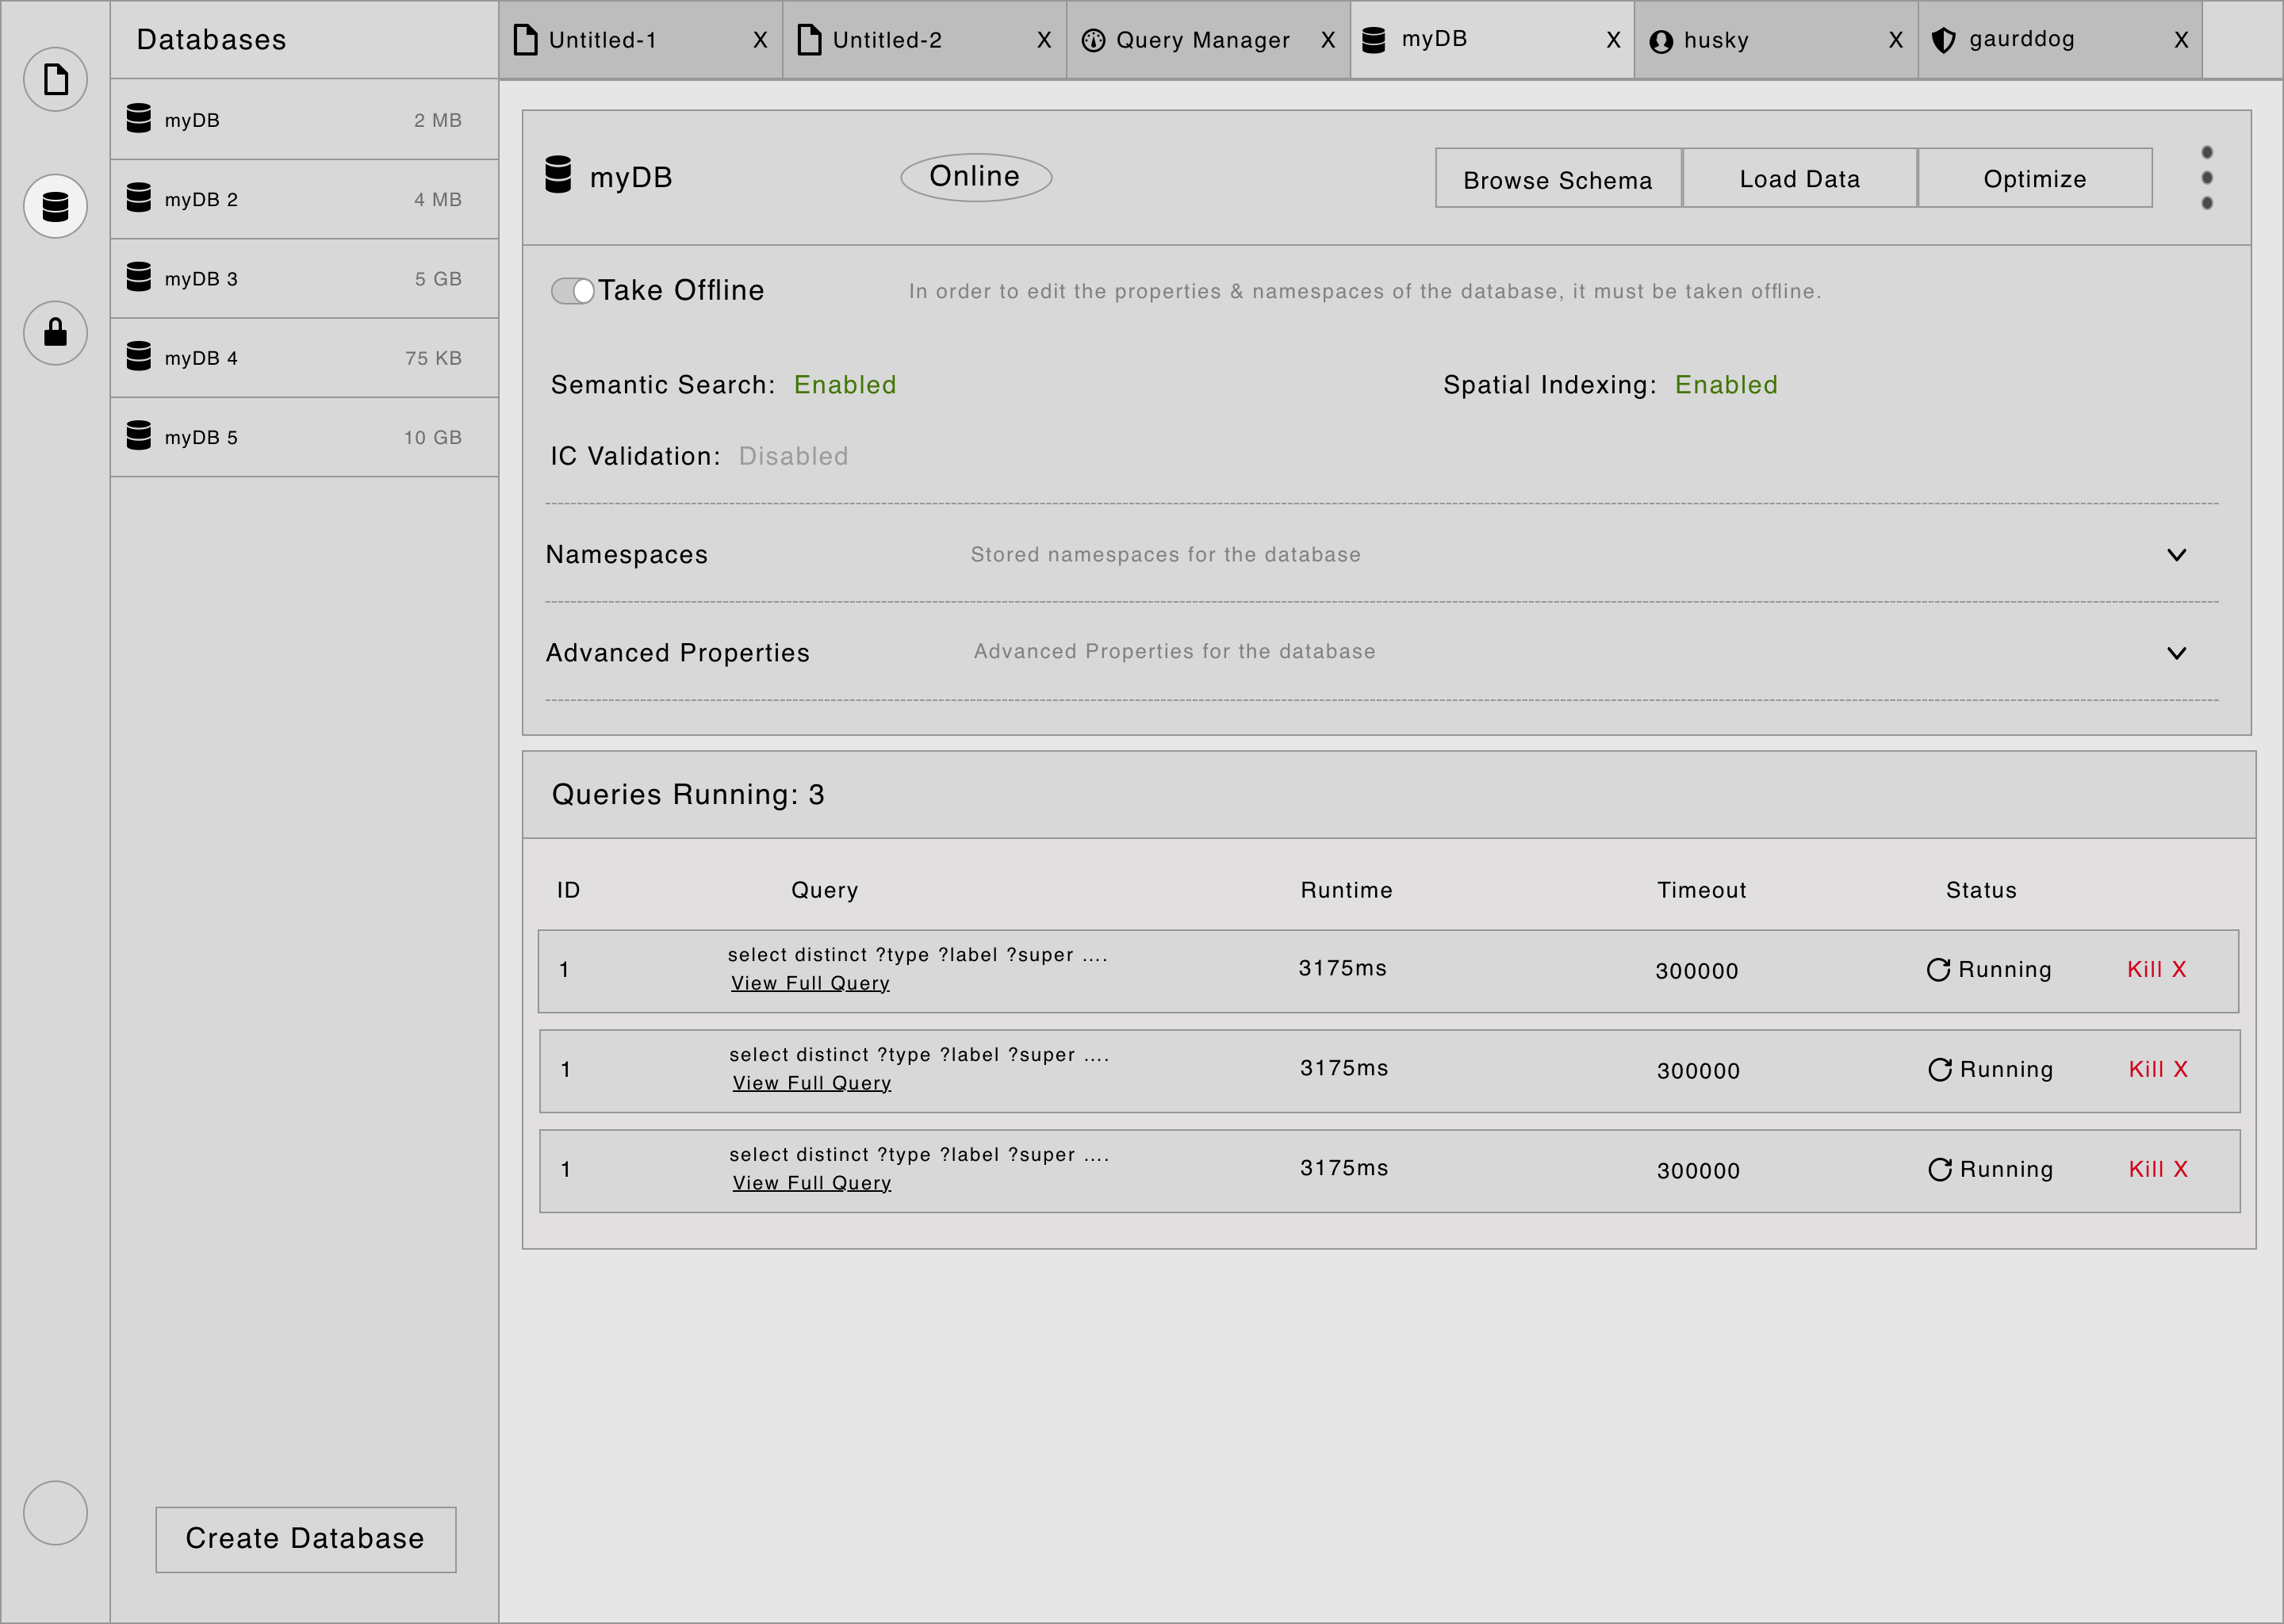 Databases
Untitled-1 X
Untitled-2 X
Query Manager X
myDB X
husky X
gaurddog X
myDB 2 MB
myDB 2 4 MB
myDB 3 5 GB
myDB 4 75 KB
myDB 5 10 GB
Create Database
myDB Online Browse Schema Load Data Optimize
Take Offline In order to edit the properties & namespaces of the database, it must be taken offline.
Semantic Search: Enabled Spatial Indexing: Enabled
IC Validation: Disabled
Namespaces Stored namespaces for the database
Advanced Properties Advanced Properties for the database
Queries Running: 3
ID Query Runtime Timeout Status
1 select distinct ?type ?label ?super .... 3175ms 300000 Running Kill X
View Full Query
1 select distinct ?type ?label ?super .... 3175ms 300000 Running Kill X
View Full Query
1 select distinct ?type ?label ?super .... 3175ms 300000 Running Kill X
View Full Query